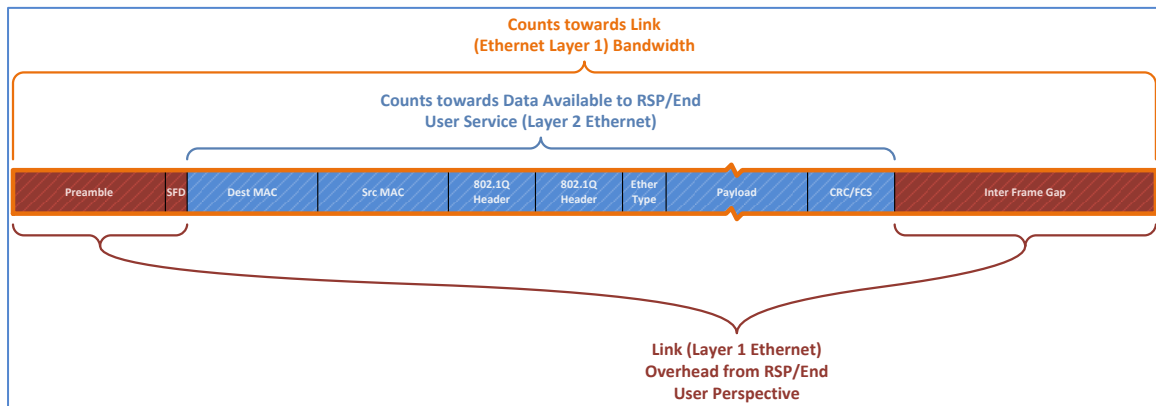 Counts towards Link
(Ethernet Layer 1) Bandwidth
Counts towards Data Available to RSP/End
User Service (Layer 2 Ethernet)
Preamble
SFD
Dest MAC
Src MAC
802.1Q
Header
802.1Q
Header
Ether
Type
Payload
CRC/FCS
Inter Frame Gap
Link (Layer 1 Ethernet)
Overhead from RSP/End
User Perspective